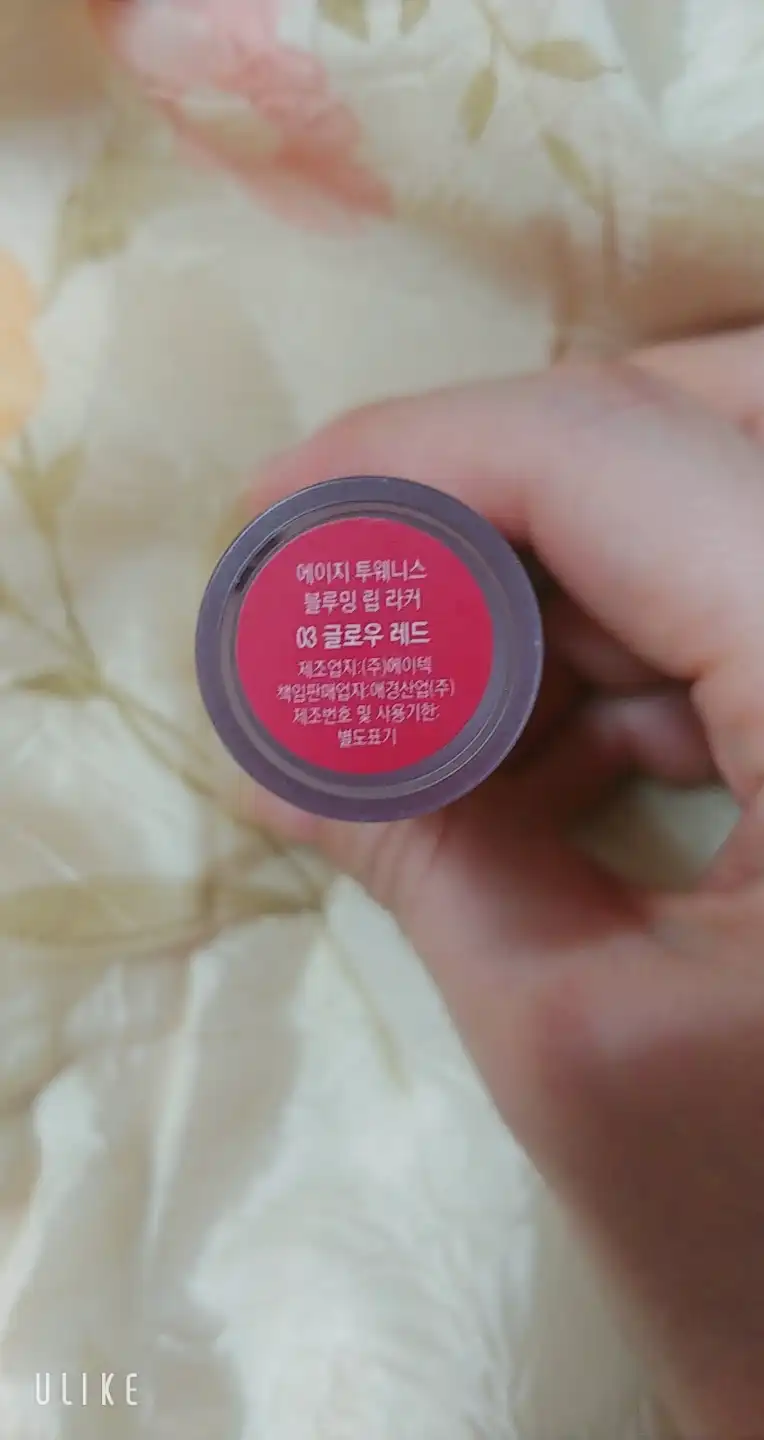 에이지 투웨니스
블루밍 립 라커
03 글로우 레드
제조업자:(주)에이텍
책임판매업자:애경산업(주)
제조번호 및 사용기한:
별도표기
ULIKE